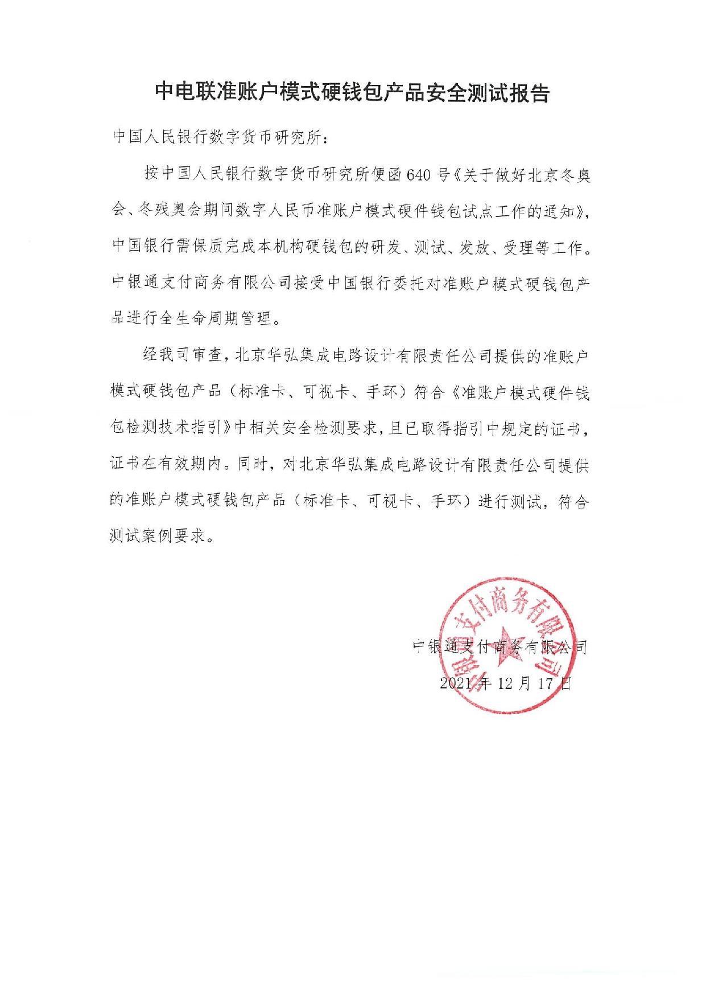 中电联准账户模式硬钱包产品安全测试报告
中国人民银行数字货币研究所：
按中国人民银行数字货币研究所便函640号《关于做好北京冬奥
会、冬残奥会期间数字人民币准账户模式硬件钱包试点工作的通知》，
中国银行需保质完成本机构硬钱包的研发、测试、发放、受理等工作。
中银通支付商务有限公司接受中国银行委托对准账户模式硬钱包产
品进行全生命周期管理。
经我司审查，北京华弘集成电路设计有限责任公司提供的准账户
模式硬钱包产品（标准卡、可视卡、手环）符合《准账户模式硬件钱
包检测技术指引》中相关安全检测要求，且已取得指引中规定的证书，
证书在有效期内。同时，对北京华弘集成电路设计有限责任公司提供
的准账户模式硬钱包产品（标准卡、可视卡、手环）进行测试，符合
测试案例要求。
中银通支付商务有限公司
中银通支付商务有限公司
2021年12月17日